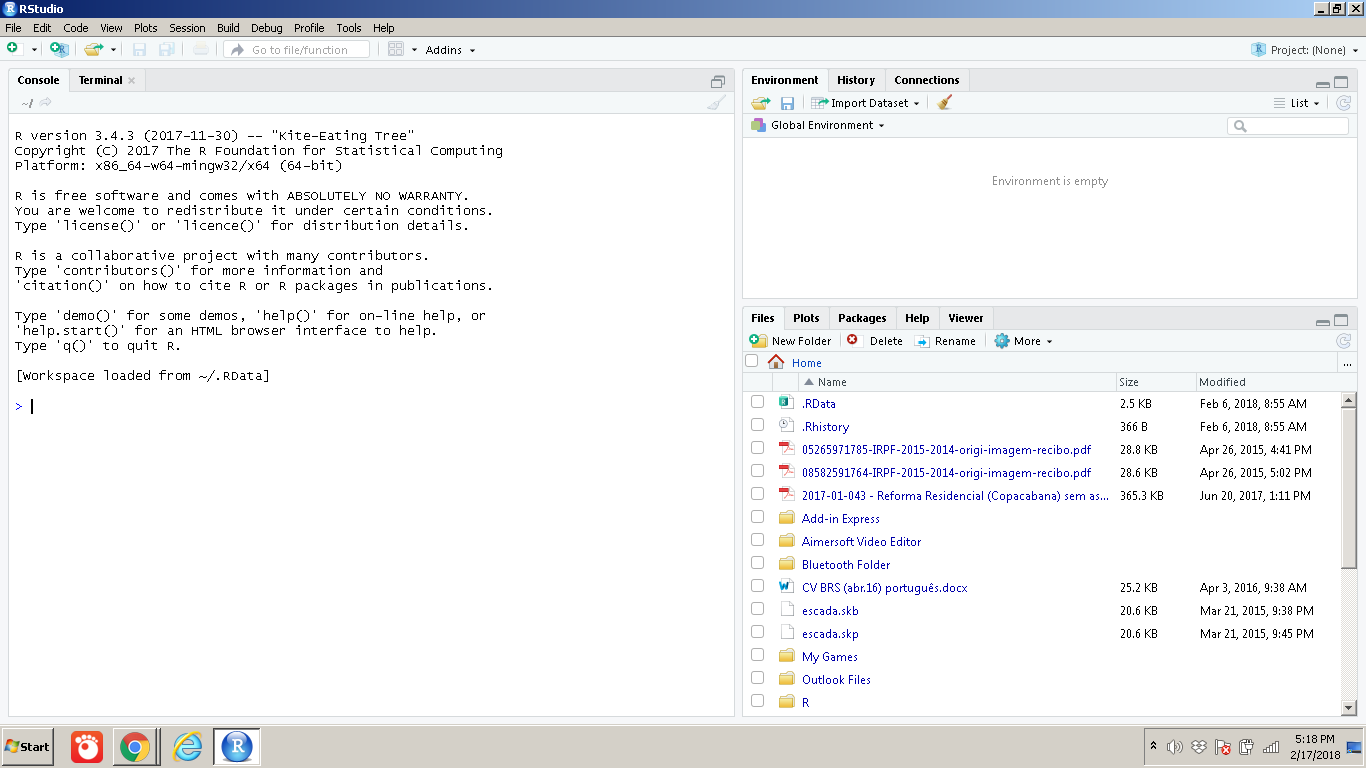 RStudio
File Edit Code View Plots Session Build Debug Profile Tools Help
Go to file/function Addins Project: (None)
Console Terminal
~/
R version 3.4.3 (2017-11-30) -- "Kite-Eating Tree"
Copyright (C) 2017 The R Foundation for Statistical Computing
Platform: x86_64-w64-mingw32/x64 (64-bit)
R is free software and comes with ABSOLUTELY NO WARRANTY.
You are welcome to redistribute it under certain conditions.
Type 'license()' or 'licence()' for distribution details.
R is a collaborative project with many contributors.
Type 'contributors()' for more information and
'citation()' on how to cite R or R packages in publications.
Type 'demo()' for some demos, 'help()' for on-line help, or
'help.start()' for an HTML browser interface to help.
Type 'q()' to quit R.
[Workspace loaded from ~/.RData]
>
Environment History Connections
Import Dataset List
Global Environment
Environment is empty
Files Plots Packages Help Viewer
New Folder Delete Rename More
Home ...
Name Size Modified
.RData 2.5 KB Feb 6, 2018, 8:55 AM
.Rhistory 366 B Feb 6, 2018, 8:55 AM
05265971785-IRPF-2015-2014-origi-imagem-recibo.pdf 28.8 KB Apr 26, 2015, 4:41 PM
08582591764-IRPF-2015-2014-origi-imagem-recibo.pdf 28.6 KB Apr 26, 2015, 5:02 PM
2017-01-043 - Reforma Residencial (Copacabana) sem as... 365.3 KB Jun 20, 2017, 1:11 PM
Add-in Express
Aimersoft Video Editor
Bluetooth Folder
CV BRS (abr.16) português.docx 25.2 KB Apr 3, 2016, 9:38 AM
escada.skb 20.6 KB Mar 21, 2015, 9:38 PM
escada.skp 20.6 KB Mar 21, 2015, 9:45 PM
My Games
Outlook Files
R
Start 5:18 PM
2/17/2018